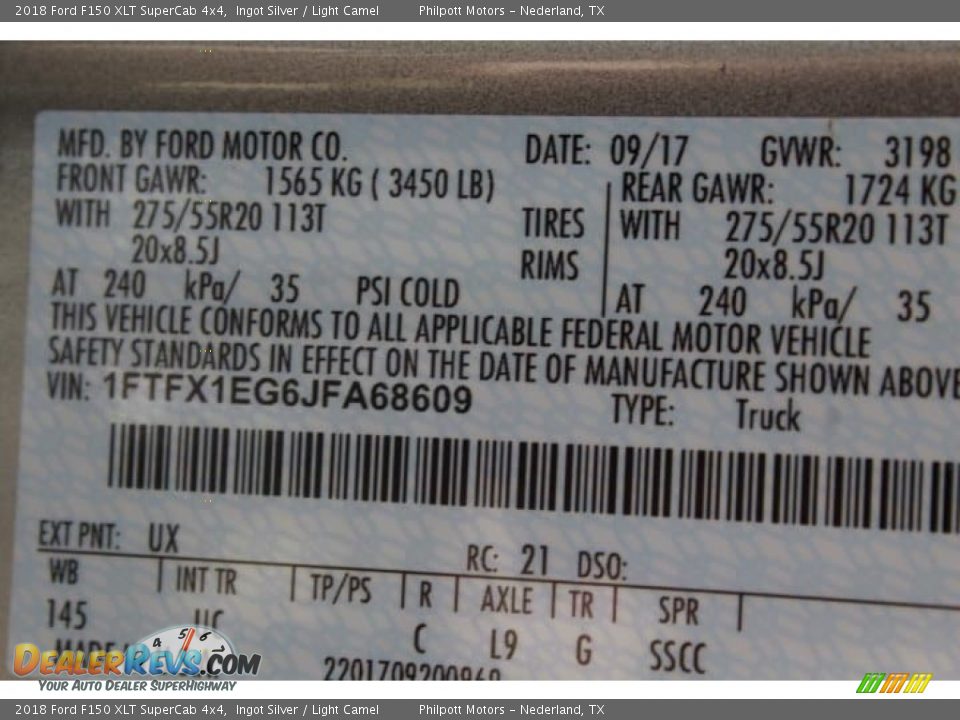 2018 Ford F150 XLT SuperCab 4x4, Ingot Silver / Light Camel Philpott Motors - Nederland, TX
MFD. BY FORD MOTOR CO. DATE: 09/17 GVWR: 3198
FRONT GAWR: 1565 KG ( 3450 LB) REAR GAWR: 1724 KG
WITH 275/55R20 113T TIRES WITH 275/55R20 113T
20x8.5J RIMS 20x8.5J
AT 240 kPa/ 35 PSI COLD AT 240 kPa/ 35
THIS VEHICLE CONFORMS TO ALL APPLICABLE FEDERAL MOTOR VEHICLE
SAFETY STANDARDS IN EFFECT ON THE DATE OF MANUFACTURE SHOWN ABOVE
VIN: 1FTFX1EG6JFA68609 TYPE: Truck
EXT PNT: UX RC: 21 DSO:
WB INT TR TP/PS R AXLE TR SPR
145 UC C L9 G SSCC
4 5 6
DEALERREVS.COM
YOUR AUTO DEALER SUPERHIGHWAY
2018 Ford F150 XLT SuperCab 4x4, Ingot Silver / Light Camel Philpott Motors - Nederland, TX